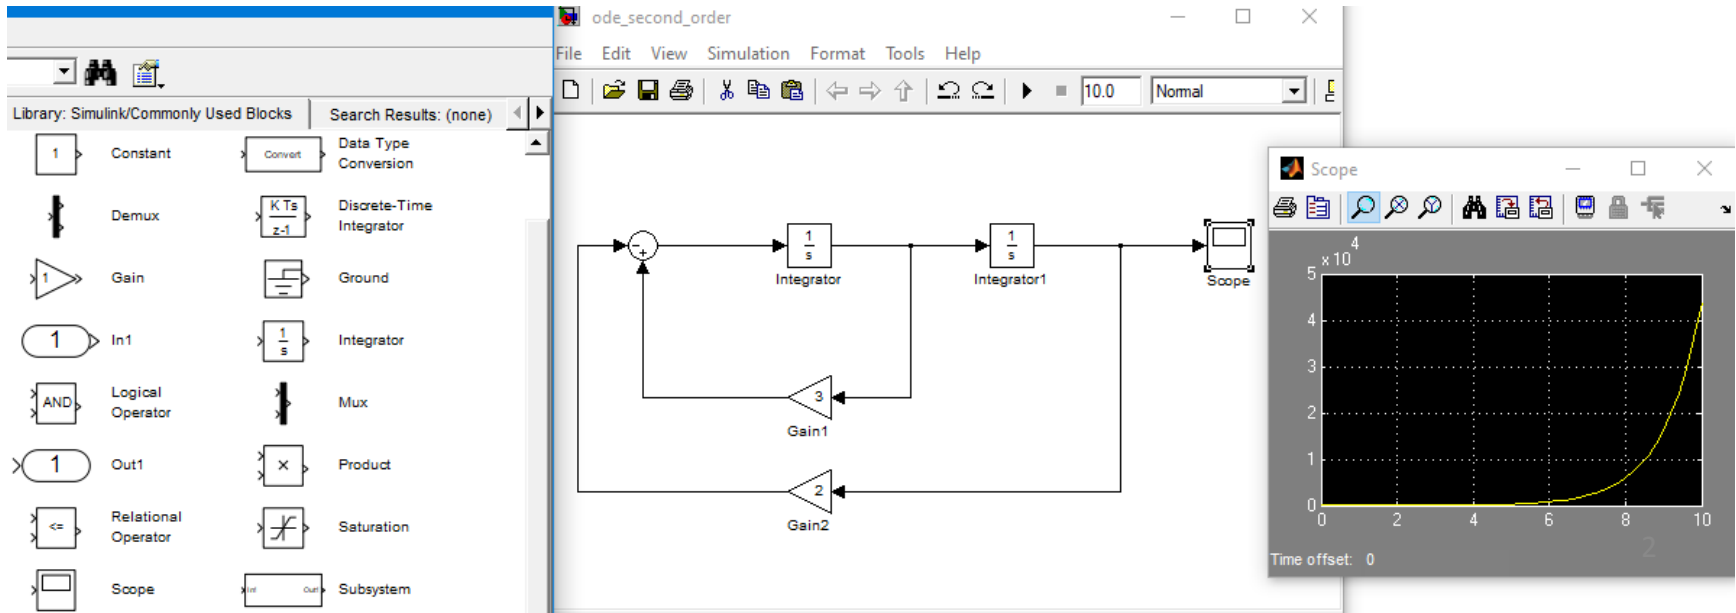 Library: Simulink/Commonly Used Blocks
Search Results: (none)
1
Constant
Convert
Data Type
Conversion
Demux
K Ts
z-1
Discrete-Time
Integrator
1
Gain
Ground
1
In1
1
s
Integrator
AND
Logical
Operator
Mux
1
Out1
×
Product
<=
Relational
Operator
Saturation
Scope
In1
Out1
Subsystem
ode_second_order
File Edit View Simulation Format Tools Help
10.0
Normal
1
s
Integrator
1
s
Integrator1
Scope
3
Gain1
2
Gain2
Scope
x 10
4
5
4
3
2
1
0
0 2 4 6 8 10
2
Time offset: 0